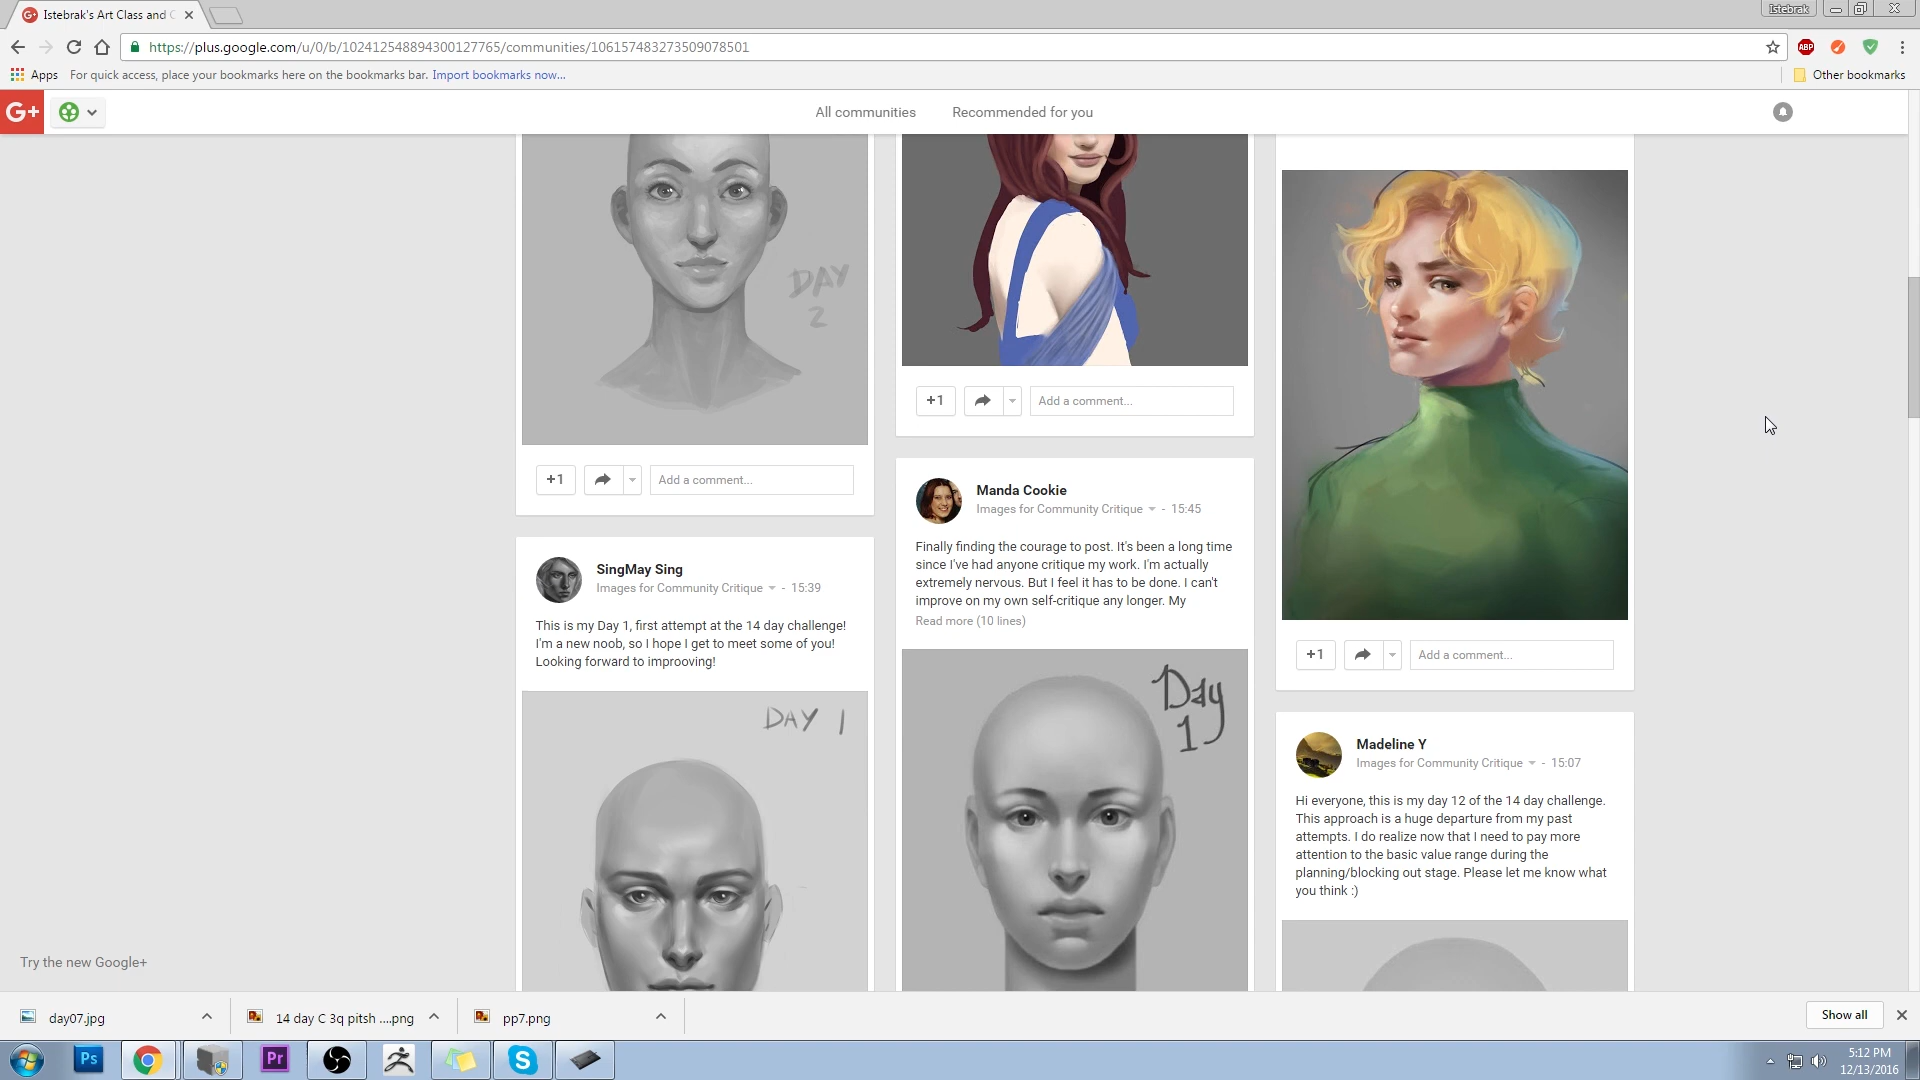 Istebrak's Art Class and C
Istebrak
https://plus.google.com/u/0/b/102412548894300127765/communities/106157483273509078501
ABP
Apps
For quick access, place your bookmarks here on the bookmarks bar.
Import bookmarks now...
Other bookmarks
G+
All communities
Recommended for you
DAY
2
+1
Add a comment...
SingMay Sing
Images for Community Critique - 15:39
This is my Day 1, first attempt at the 14 day challenge!
I'm a new noob, so I hope I get to meet some of you!
Looking forward to improoving!
DAY 1
+1
Add a comment...
Manda Cookie
Images for Community Critique - 15:45
Finally finding the courage to post. It's been a long time
since I've had anyone critique my work. I'm actually
extremely nervous. But I feel it has to be done. I can't
improve on my own self-critique any longer. My
Read more (10 lines)
Day
1
+1
Add a comment...
Madeline Y
Images for Community Critique - 15:07
Hi everyone, this is my day 12 of the 14 day challenge.
This approach is a huge departure from my past
attempts. I do realize now that I need to pay more
attention to the basic value range during the
planning/blocking out stage. Please let me know what
you think :)
Try the new Google+
day07.jpg
14 day C 3q pitsh ....png
pp7.png
Show all
Ps
Pr
S
5:12 PM
12/13/2016